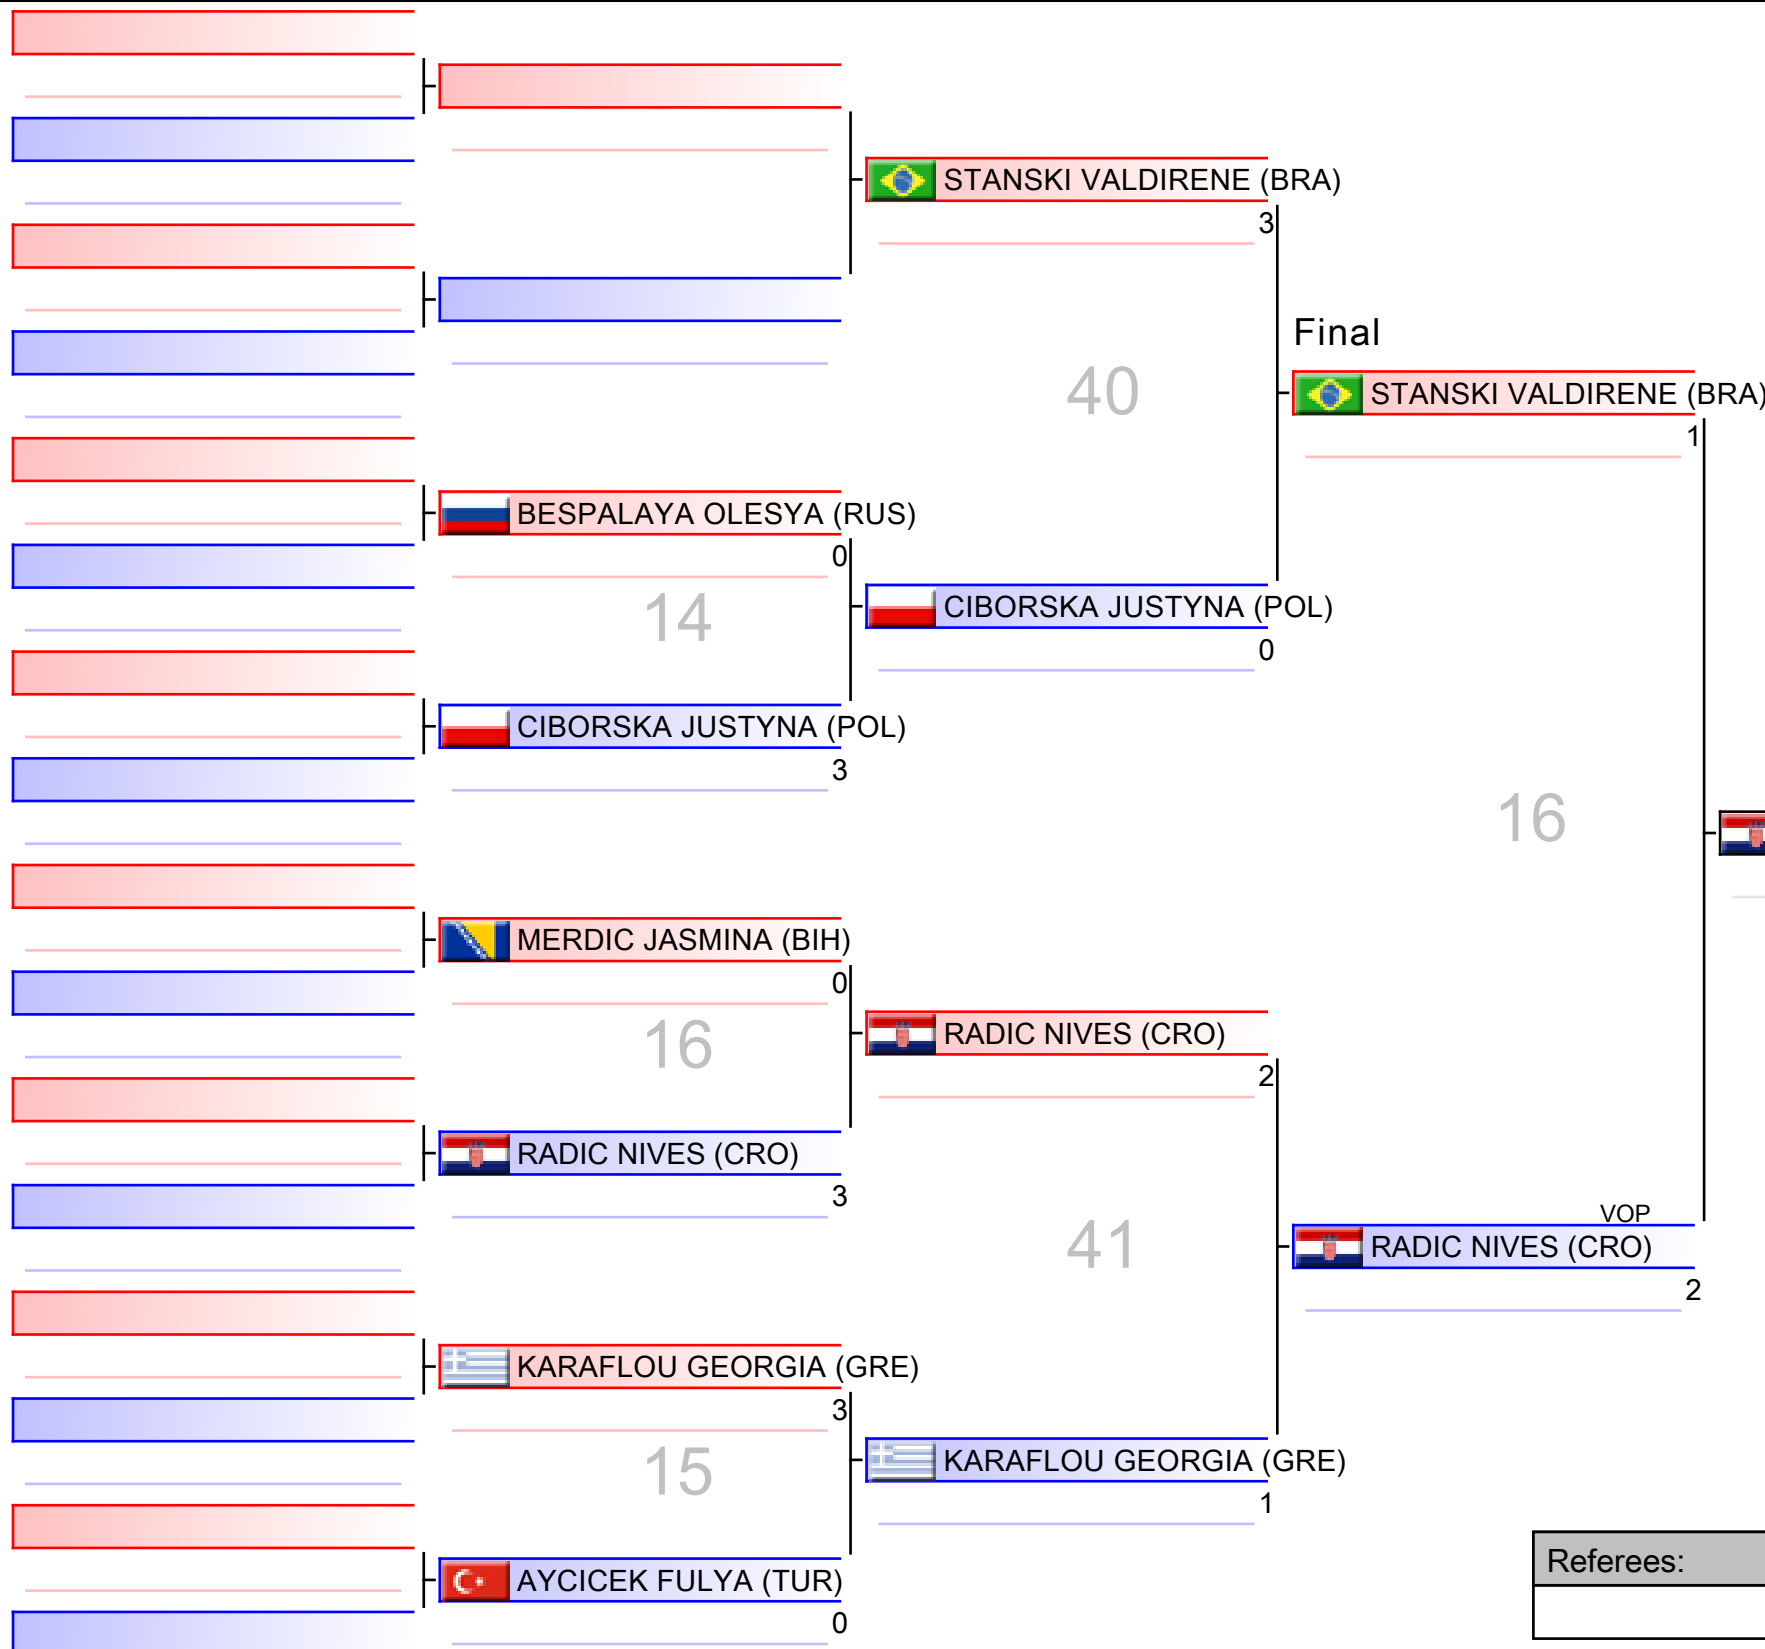 STANSKI VALDIRENE (BRA)
3
Final
40
STANSKI VALDIRENE (BRA)
1
BESPALAYA OLESYA (RUS)
0
14
CIBORSKA JUSTYNA (POL)
0
CIBORSKA JUSTYNA (POL)
3
16
MERDIC JASMINA (BIH)
0
16
RADIC NIVES (CRO)
2
RADIC NIVES (CRO)
3
41
VOP
RADIC NIVES (CRO)
2
KARAFLOU GEORGIA (GRE)
3
15
KARAFLOU GEORGIA (GRE)
1
AYCICEK FULYA (TUR)
0
Referees: